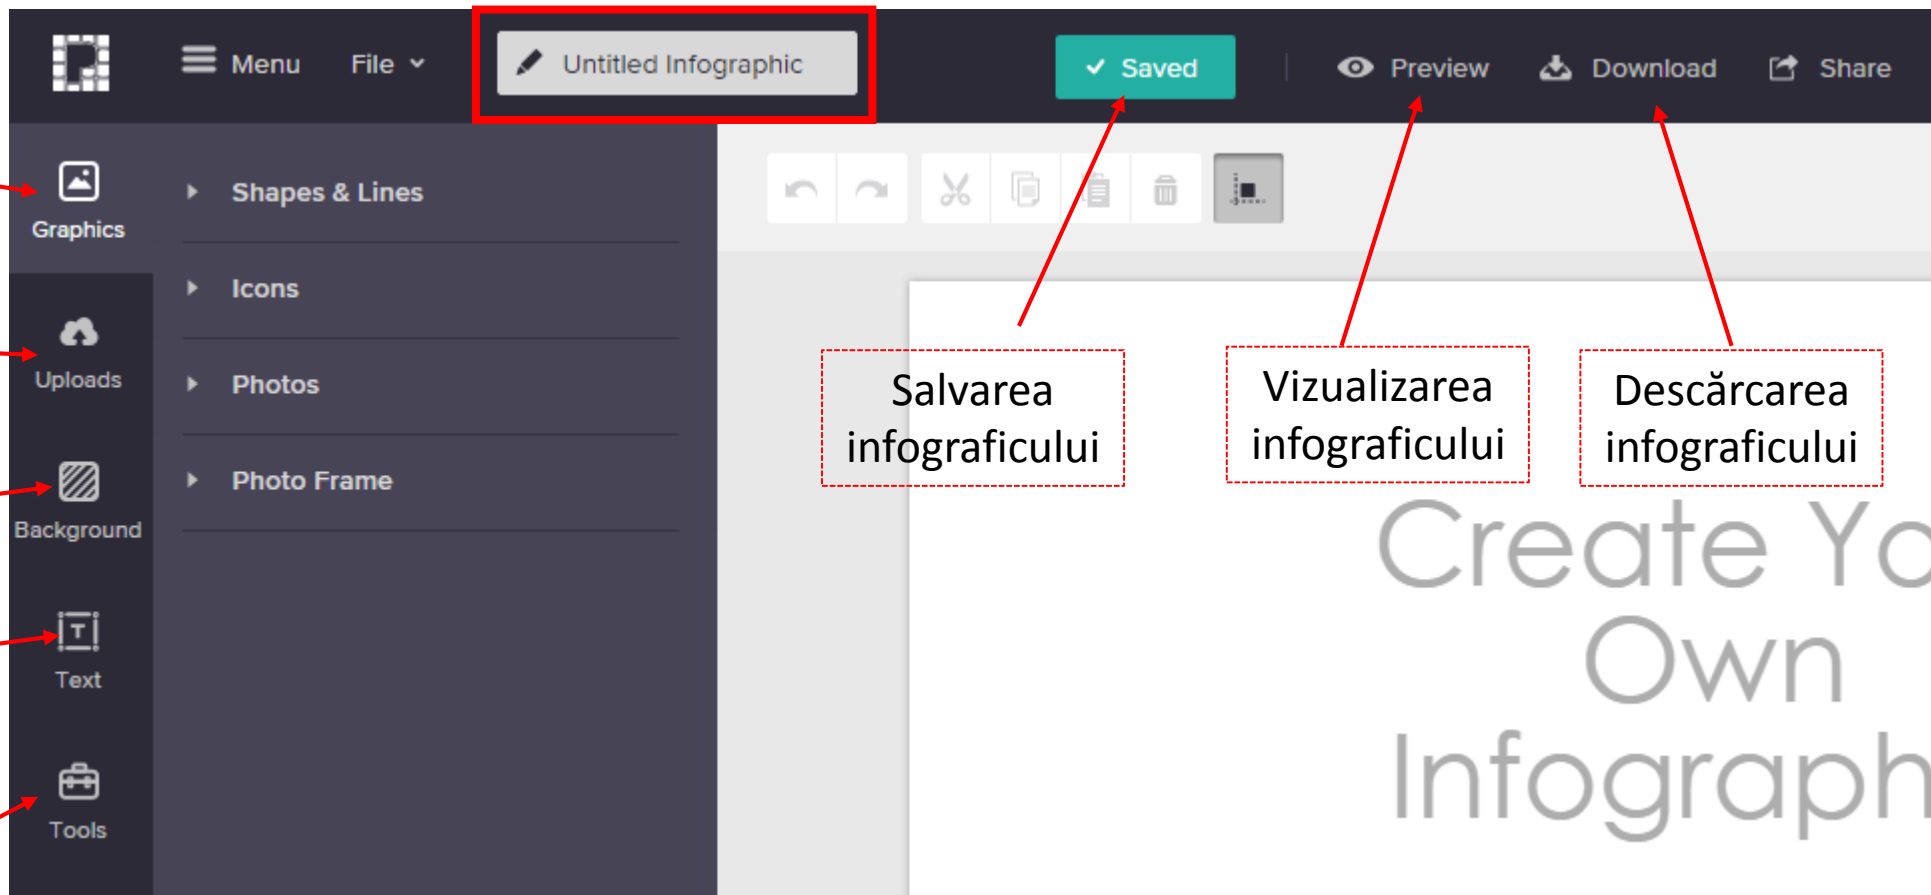 Menu File Untitled Infographic Saved Preview Download Share
Graphics
Shapes & Lines
Icons
Uploads
Photos
Background
Photo Frame
Text
Tools
Salvarea
infograficului
Vizualizarea
infograficului
Descărcarea
infograficului
Create Yo
Own
Infograph